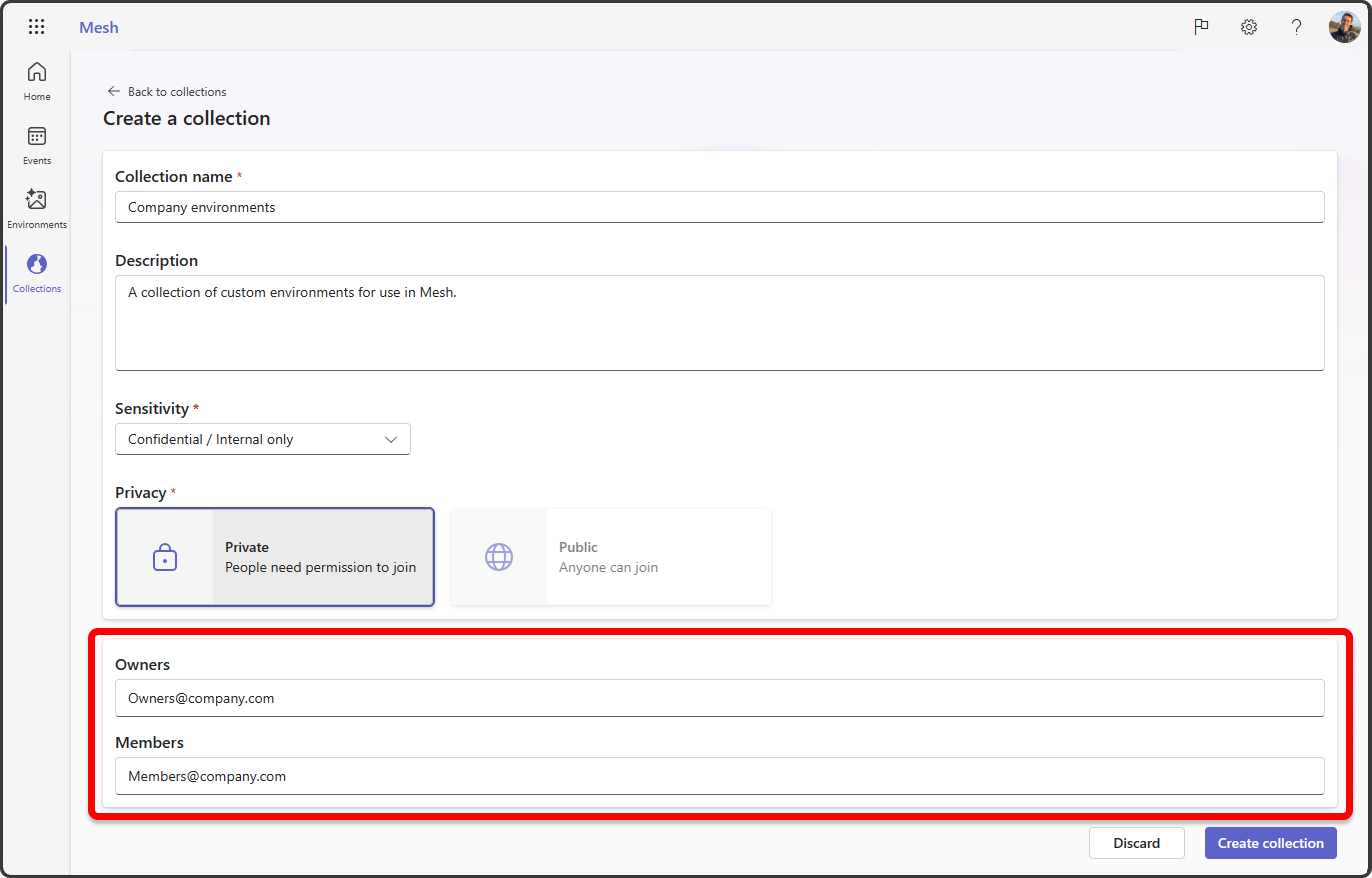 Mesh
?
Home
Events
Environments
Collections
Back to collections
Create a collection
Collection name *
Company environments
Description
A collection of custom environments for use in Mesh.
Sensitivity *
Confidential / Internal only
Privacy *
Private
People need permission to join
Public
Anyone can join
Owners
Owners@company.com
Members
Members@company.com
Discard
Create collection